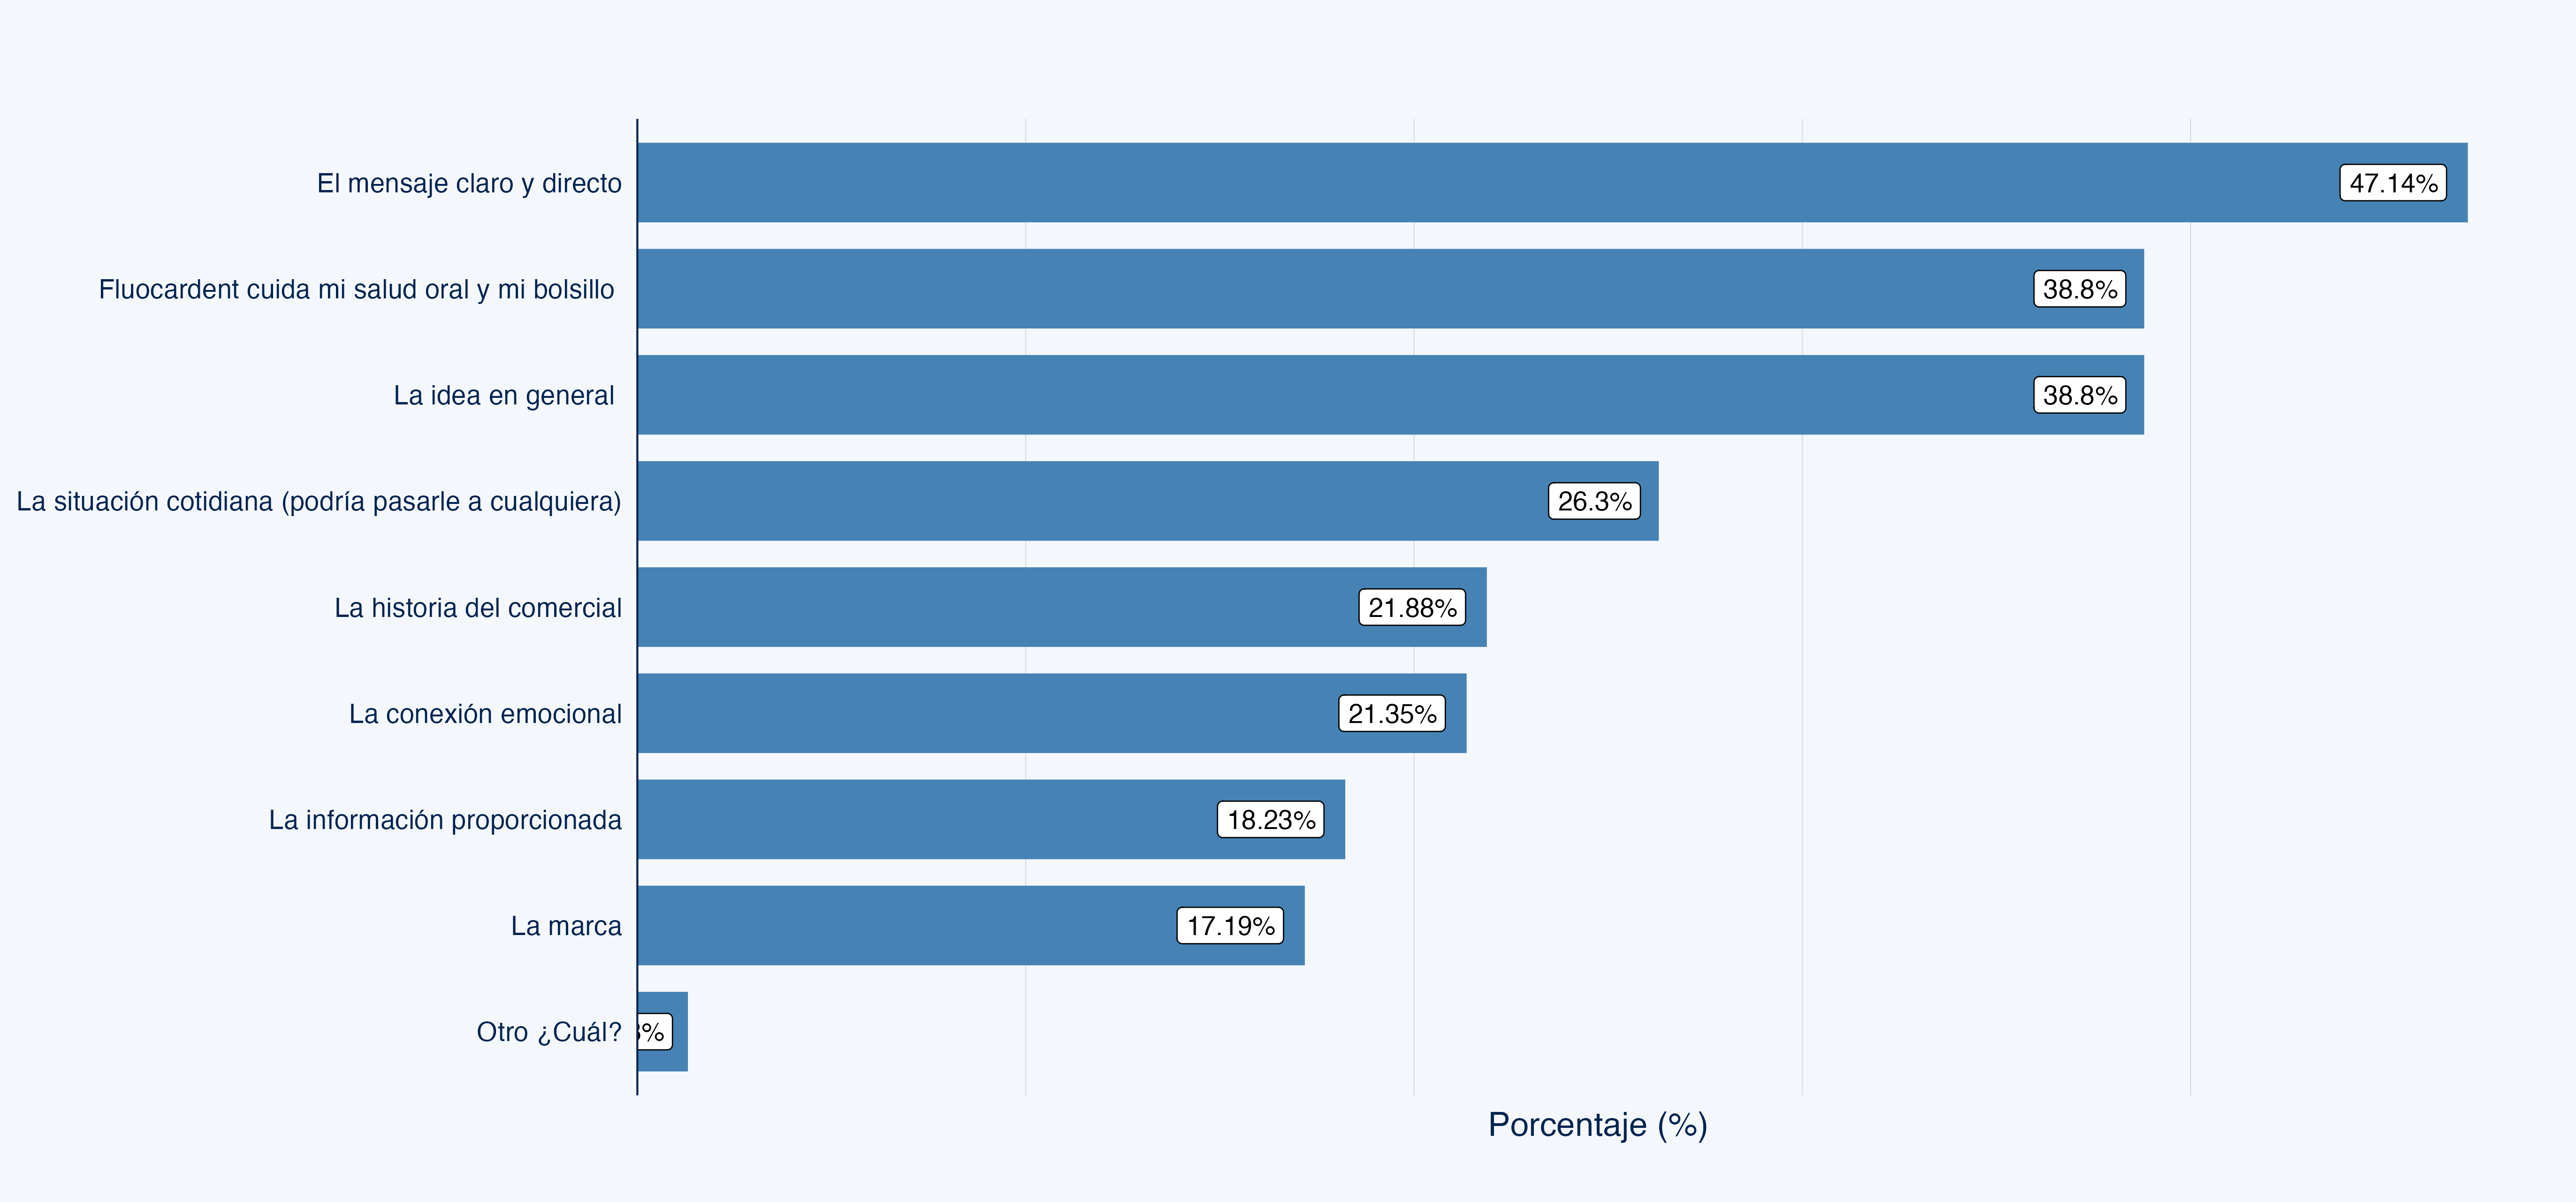 El mensaje claro y directo 47.14%
Fluocardent cuida mi salud oral y mi bolsillo 38.8%
La idea en general 38.8%
La situación cotidiana (podría pasarle a cualquiera) 26.3%
La historia del comercial 21.88%
La conexión emocional 21.35%
La información proporcionada 18.23%
La marca 17.19%
Otro ¿Cuál? %
Porcentaje (%)